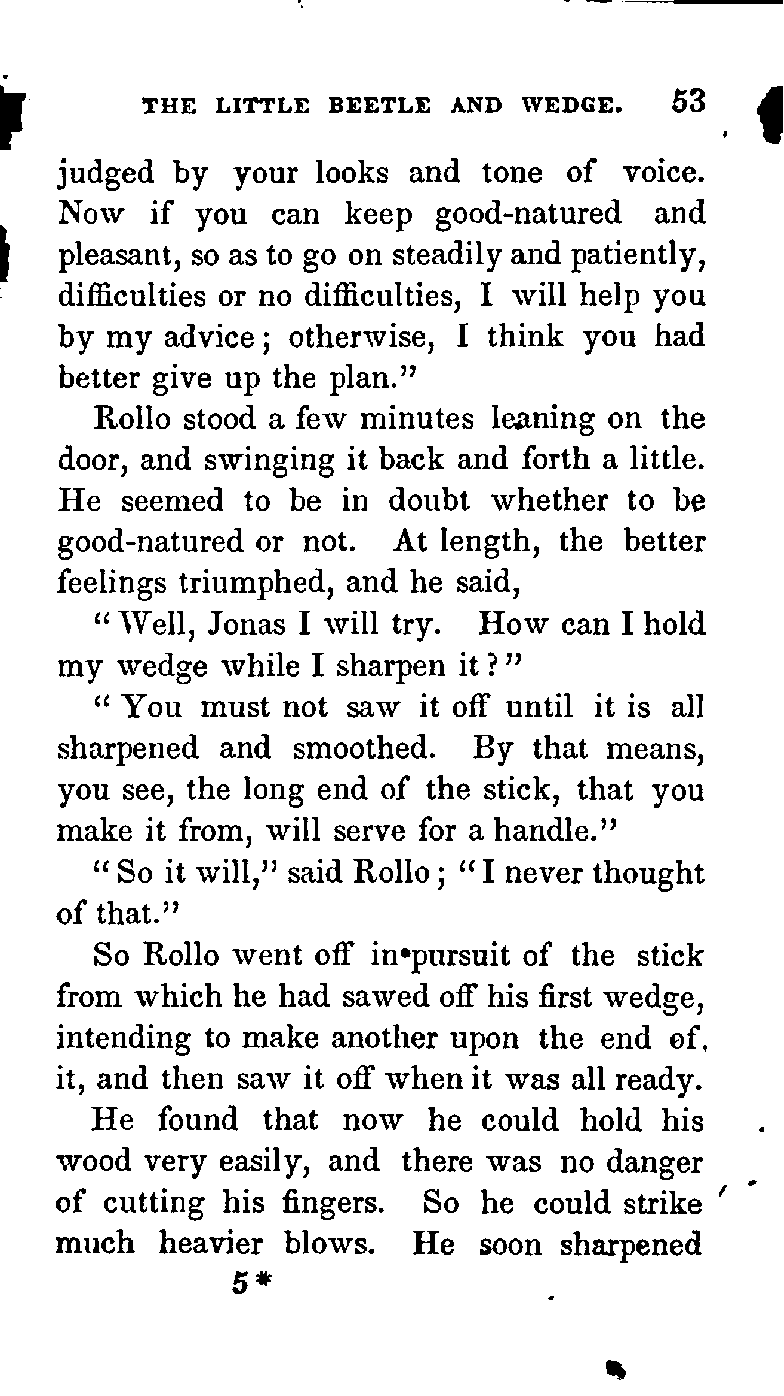 THE LITTLE BEETLE AND WEDGE. 53
judged by your looks and tone of voice.
Now if you can keep good-natured and
pleasant, so as to go on steadily and patiently,
difficulties or no difficulties, I will help you
by my advice; otherwise, I think you had
better give up the plan."
Rollo stood a few minutes leaning on the
door, and swinging it back and forth a little.
He seemed to be in doubt whether to be
good-natured or not. At length, the better
feelings triumphed, and he said,
"Well, Jonas I will try. How can I hold
my wedge while I sharpen it?"
"You must not saw it off until it is all
sharpened and smoothed. By that means,
you see, the long end of the stick, that you
make it from, will serve for a handle."
"So it will," said Rollo; "I never thought
of that."
So Rollo went off in pursuit of the stick
from which he had sawed off his first wedge,
intending to make another upon the end of
it, and then saw it off when it was all ready.
He found that now he could hold his
wood very easily, and there was no danger
of cutting his fingers. So he could strike
much heavier blows. He soon sharpened
5*